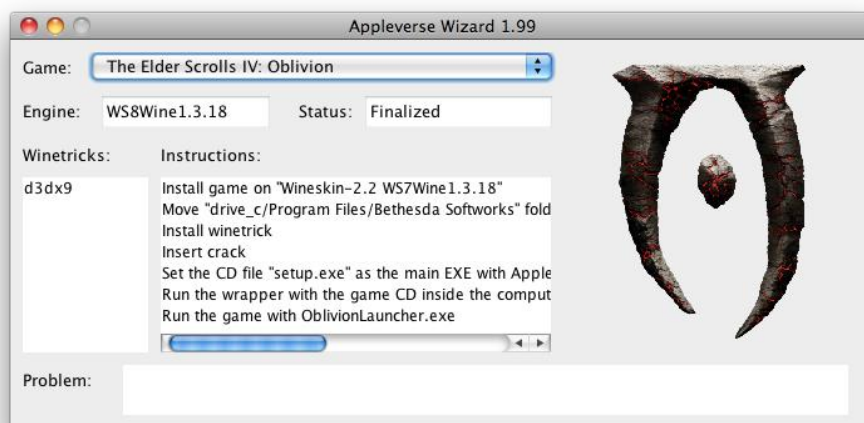 Appleverse Wizard 1.99
Game: The Elder Scrolls IV: Oblivion
Engine: WS8Wine1.3.18 Status: Finalized
Winetricks: Instructions:
d3dx9 Install game on "Wineskin-2.2 WS7Wine1.3.18"
Move "drive_c/Program Files/Bethesda Softworks" fold
Install winetrick
Insert crack
Set the CD file "setup.exe" as the main EXE with Apple
Run the wrapper with the game CD inside the comput
Run the game with OblivionLauncher.exe
Problem: